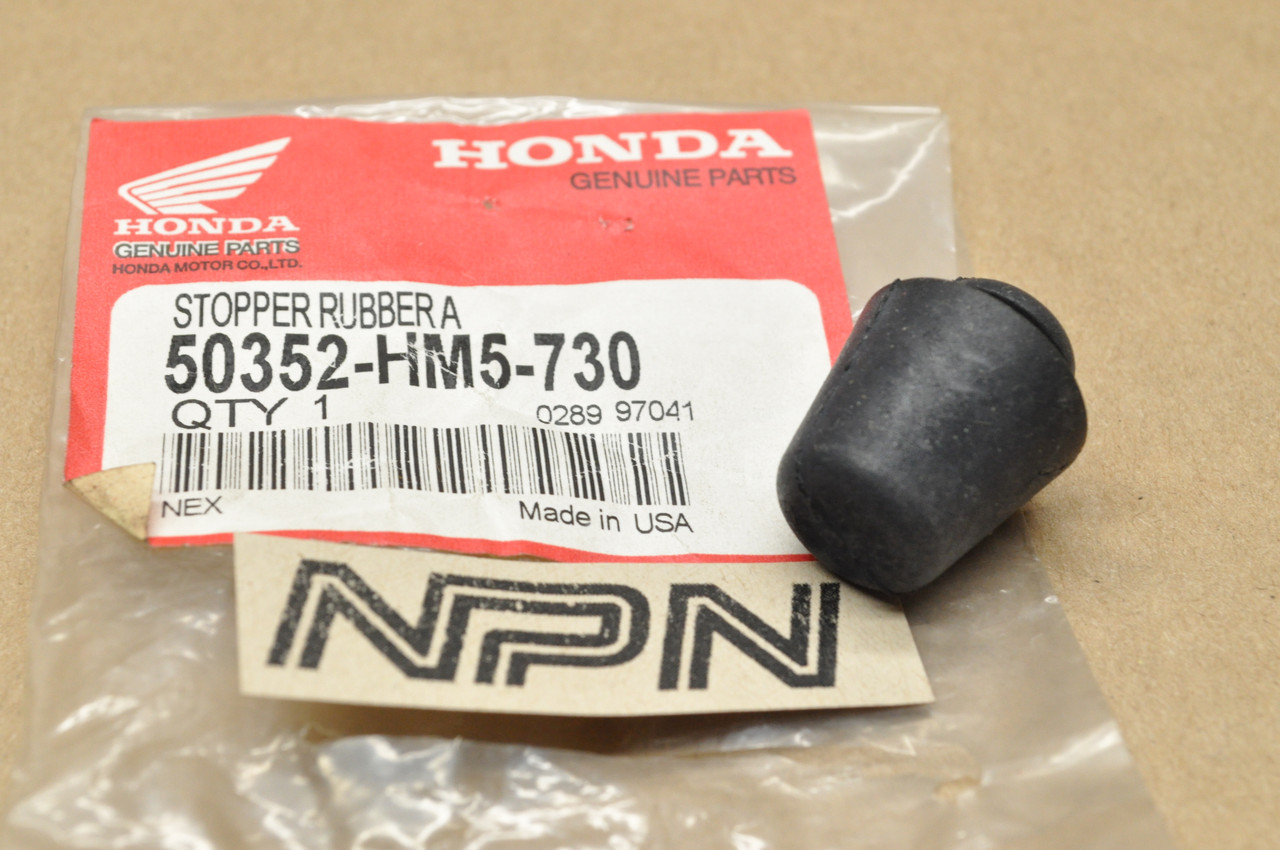 HONDA
GENUINE PARTS
HONDA
GENUINE PARTS
HONDA MOTOR CO.,LTD.
STOPPER RUBBER A
50352-HM5-730
QTY 1
0289 97041
NEX
Made in USA
NPN